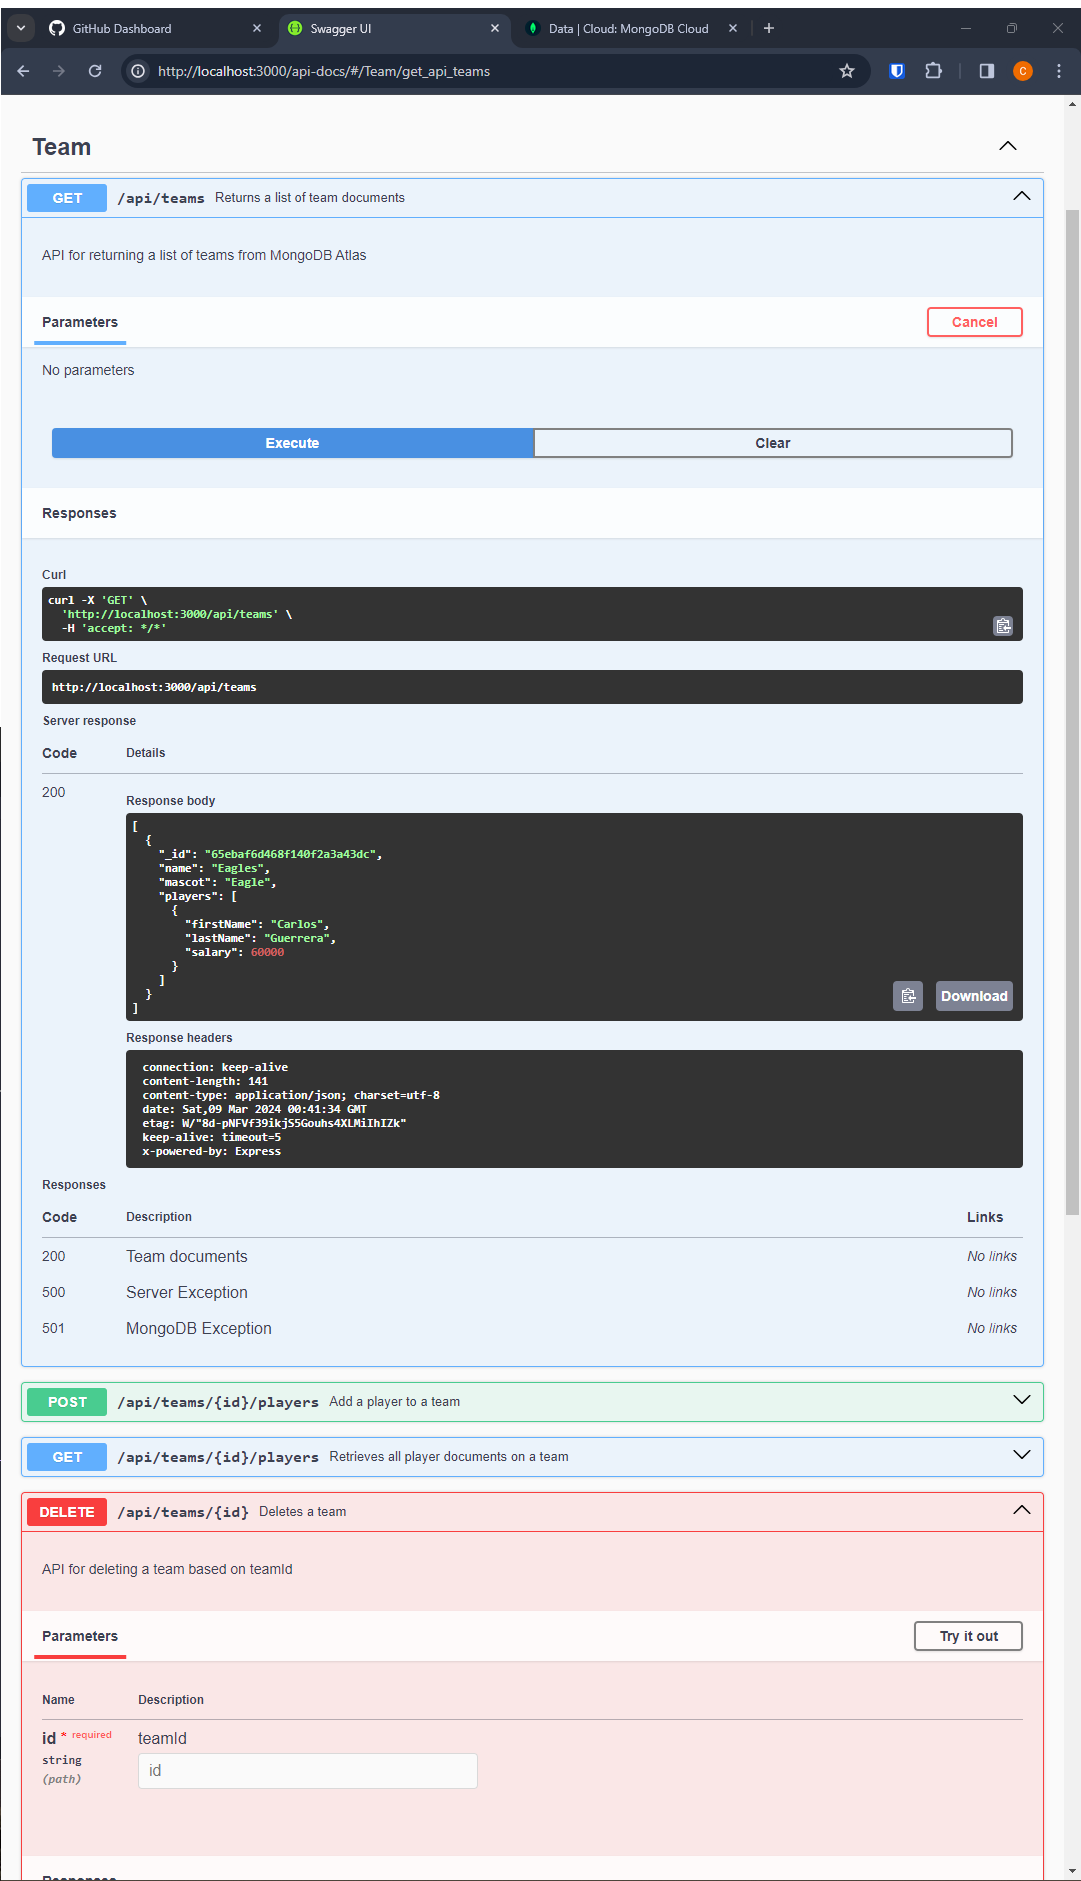 GitHub Dashboard
Swagger UI
Data | Cloud: MongoDB Cloud
http://localhost:3000/api-docs/#/Team/get_api_teams
C
Team
GET /api/teams Returns a list of team documents
API for returning a list of teams from MongoDB Atlas
Parameters
Cancel
No parameters
Execute
Clear
Responses
Curl
curl -X 'GET' \
'http://localhost:3000/api/teams' \
-H 'accept: */*'
Request URL
http://localhost:3000/api/teams
Server response
Code Details
200
Response body
[
{
"_id": "65ebaf6d468f140f2a3a43dc",
"name": "Eagles",
"mascot": "Eagle",
"players": [
{
"firstName": "Carlos",
"lastName": "Guerrera",
"salary": 60000
}
]
}
]
Download
Response headers
connection: keep-alive
content-length: 141
content-type: application/json; charset=utf-8
date: Sat,09 Mar 2024 00:41:34 GMT
etag: W/"8d-pNFVf39ikjS5Gouhs4XLMiIhIZk"
keep-alive: timeout=5
x-powered-by: Express
Responses
Code Description Links
200 Team documents No links
500 Server Exception No links
501 MongoDB Exception No links
POST /api/teams/{id}/players Add a player to a team
GET /api/teams/{id}/players Retrieves all player documents on a team
DELETE /api/teams/{id} Deletes a team
API for deleting a team based on teamId
Parameters
Try it out
Name Description
id * required
teamId
string
(path)
id
Responses